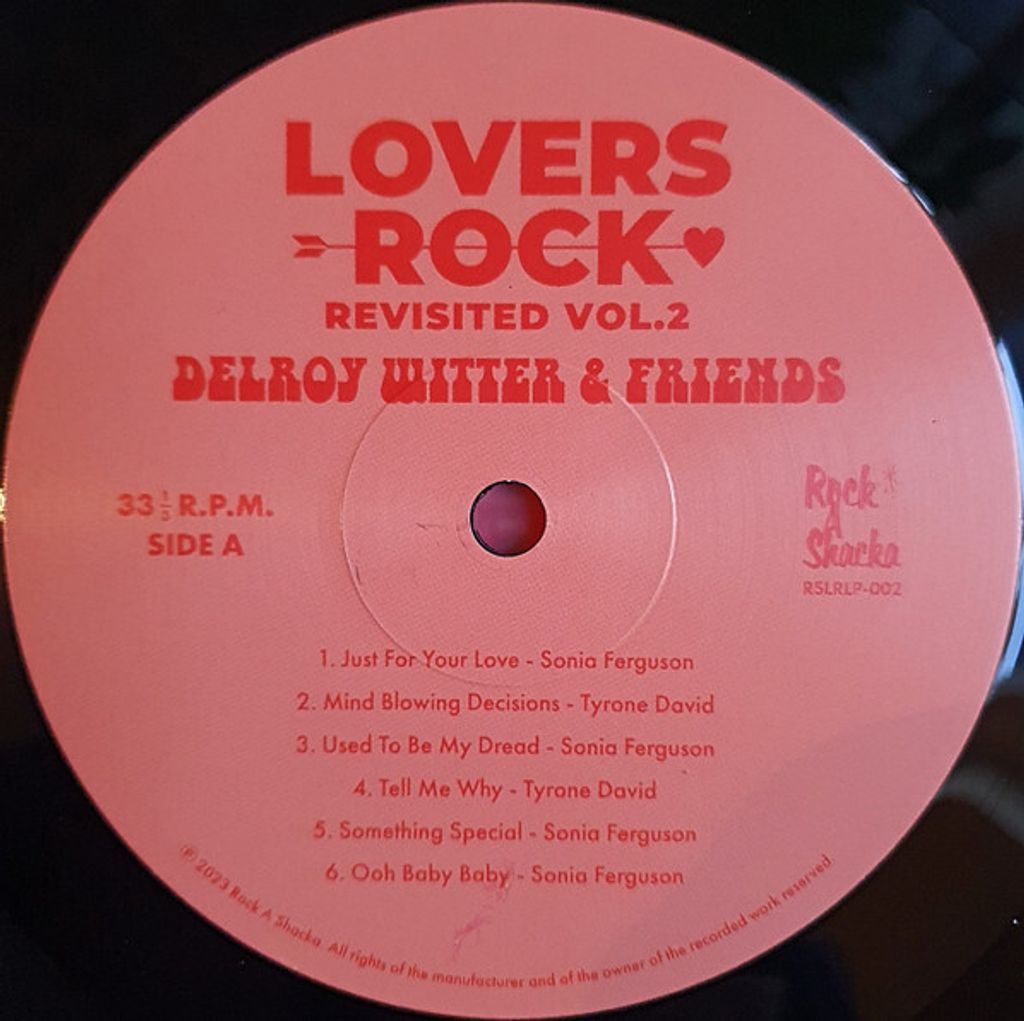 LOVERS
ROCK
REVISITED VOL.2
DELROY WITTER & FRIENDS
33⅓ R.P.M.
SIDE A
Rock
A
Shacka
RSLRLP-002
1. Just For Your Love - Sonia Ferguson
2. Mind Blowing Decisions - Tyrone David
3. Used To Be My Dread - Sonia Ferguson
4. Tell Me Why - Tyrone David
5. Something Special - Sonia Ferguson
6. Ooh Baby Baby - Sonia Ferguson
℗ 2023 Rock A Shacka. All rights of the manufacturer and of the owner of the recorded work reserved.